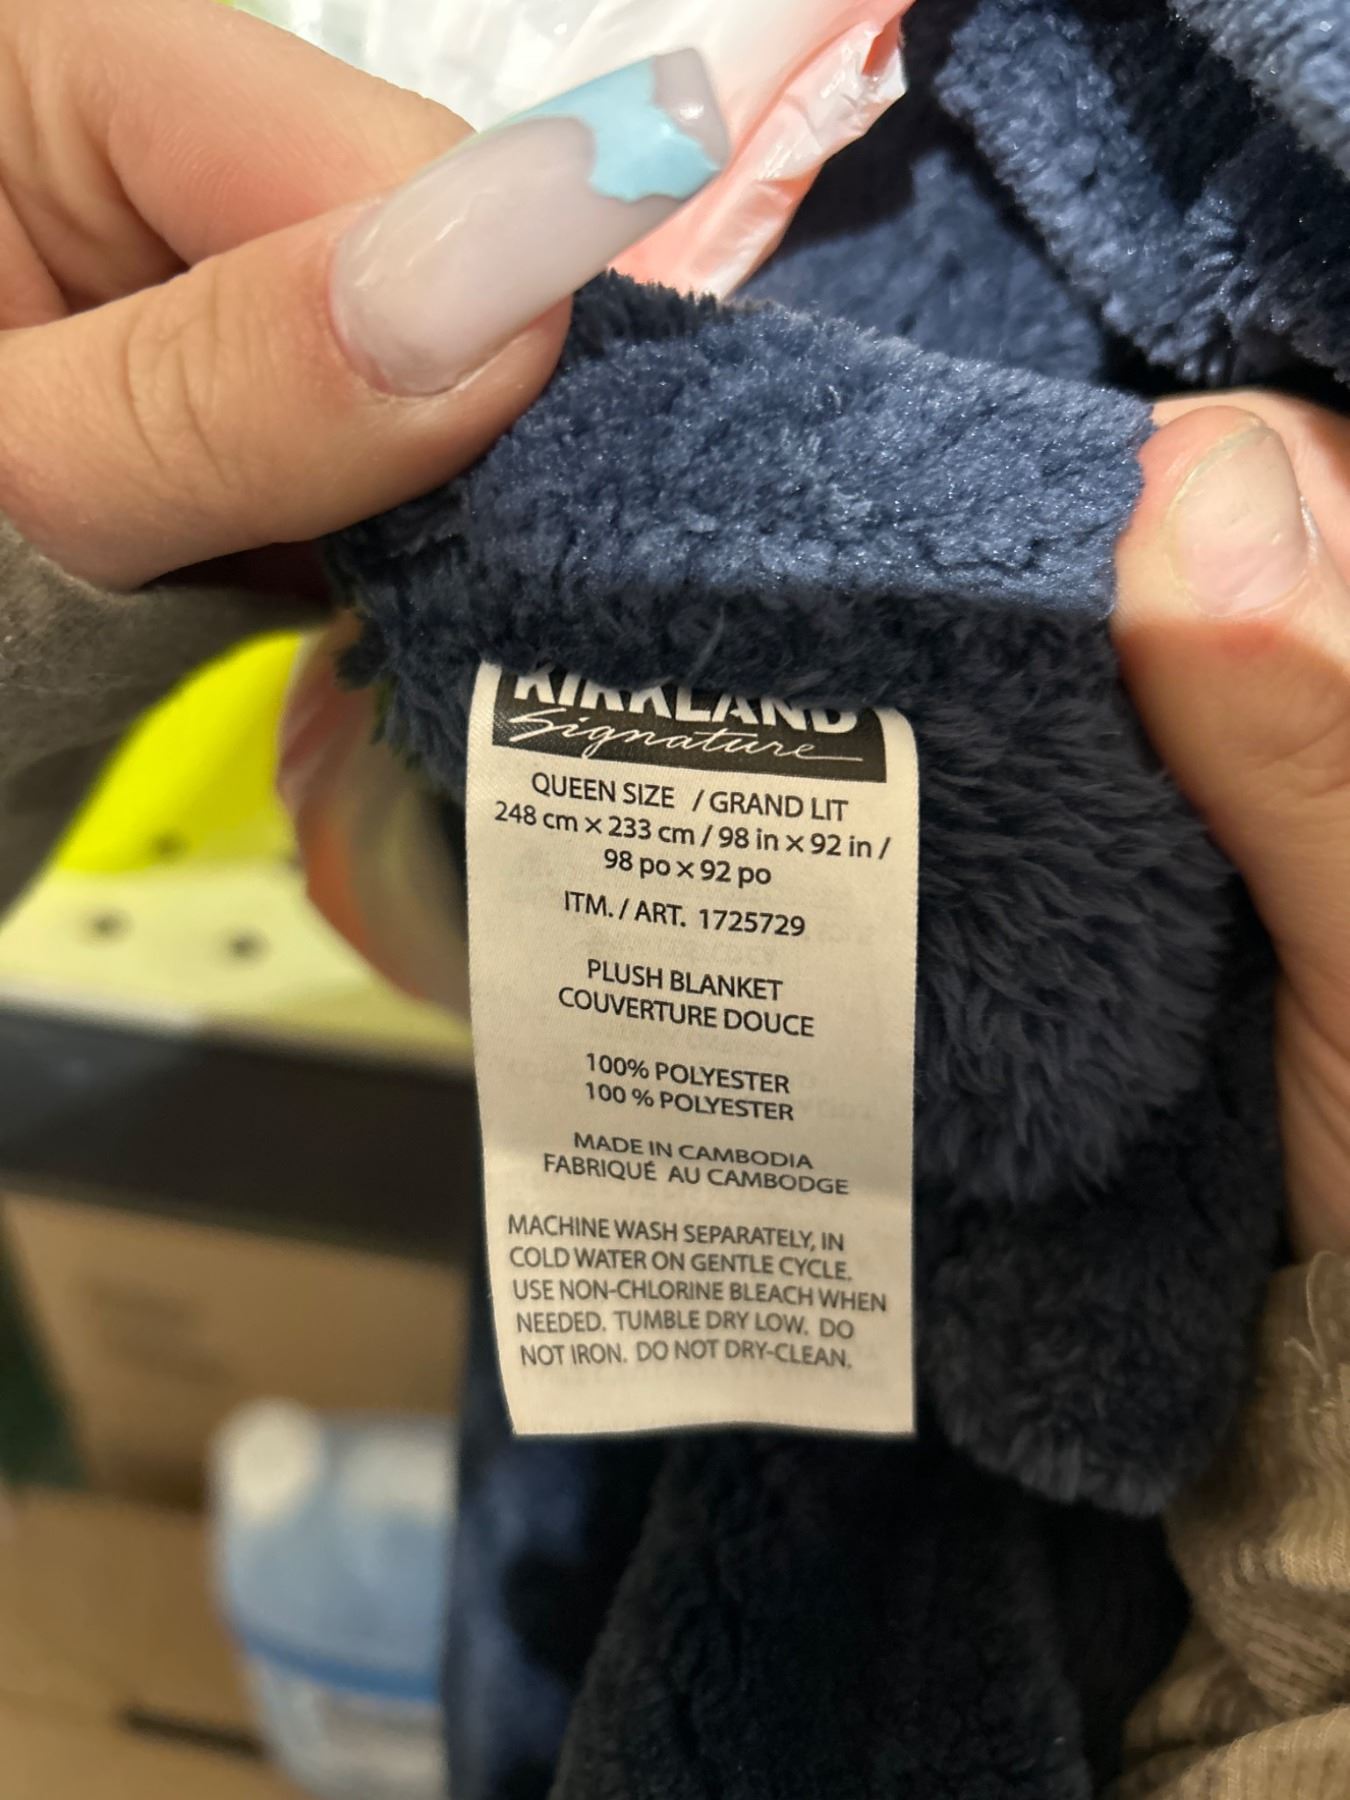 KIRKLAND
Signature
QUEEN SIZE / GRAND LIT
248 cm × 233 cm / 98 in × 92 in /
98 po × 92 po
ITM. / ART. 1725729
PLUSH BLANKET
COUVERTURE DOUCE
100% POLYESTER
100 % POLYESTER
MADE IN CAMBODIA
FABRIQUÉ AU CAMBODGE
MACHINE WASH SEPARATELY, IN
COLD WATER ON GENTLE CYCLE.
USE NON-CHLORINE BLEACH WHEN
NEEDED. TUMBLE DRY LOW. DO
NOT IRON. DO NOT DRY-CLEAN.